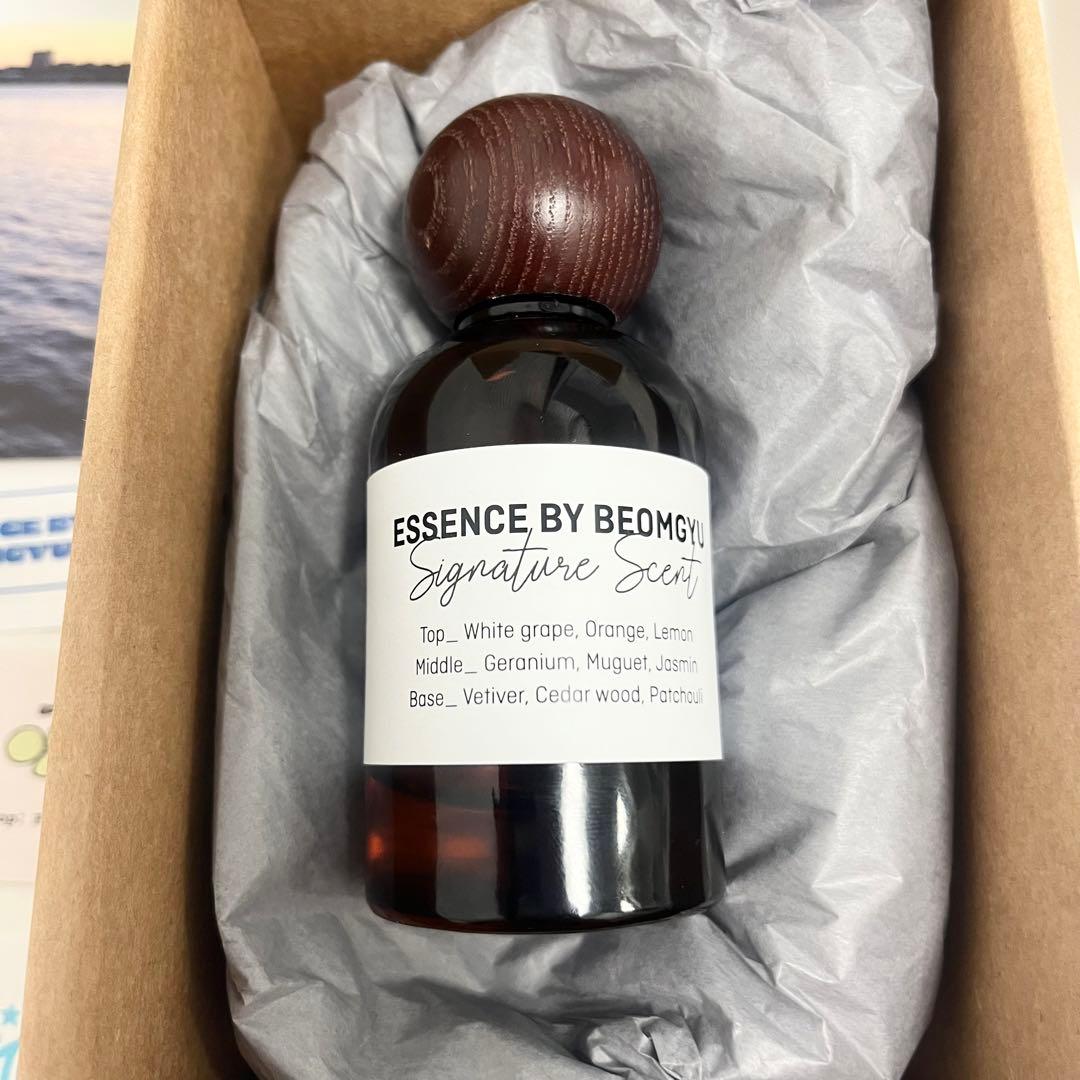 ESSENCE BY BEOMGYU
Signature Scent
Top_ White grape, Orange, Lemon
Middle_ Geranium, Muguet, Jasmin
Base_ Vetiver, Cedar wood, Patchouli